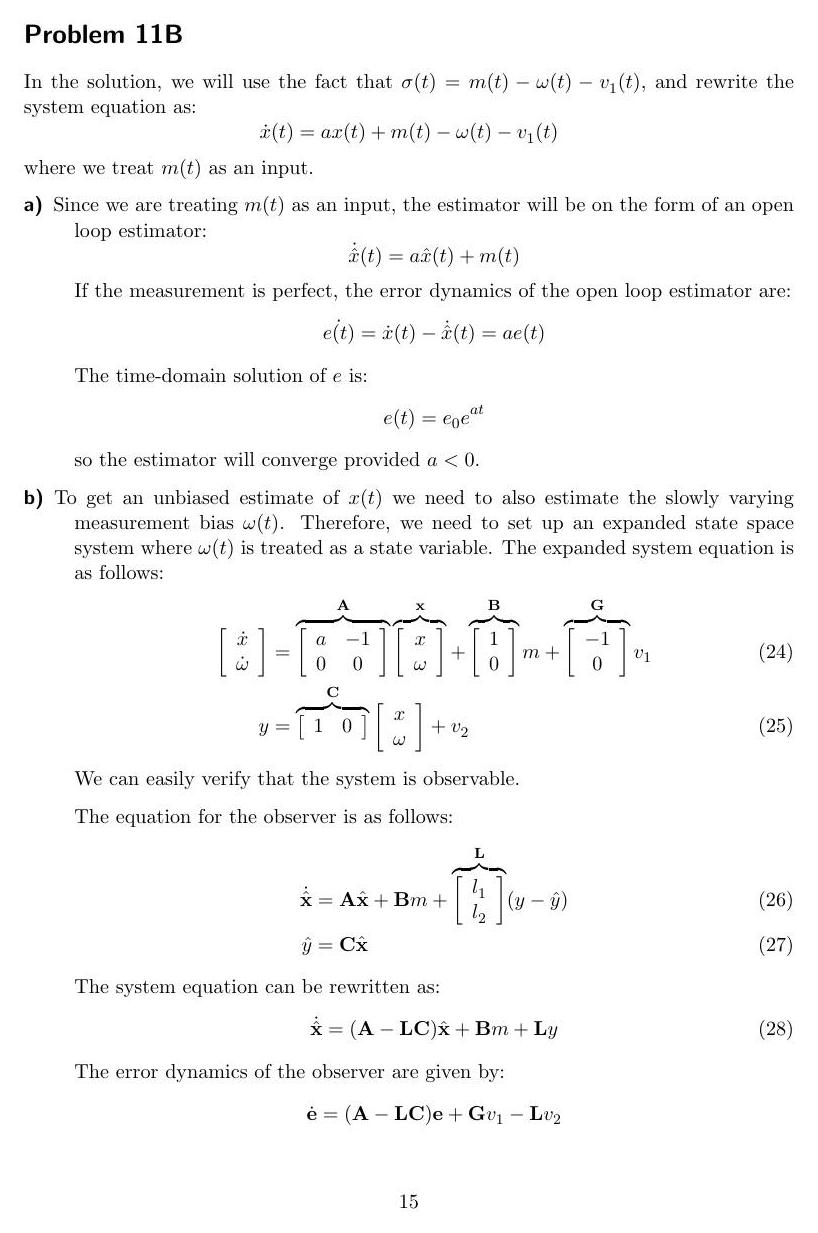 Problem 11B
In the solution, we will use the fact that σ(t) = m(t) − ω(t) − v₁(t), and rewrite the
system equation as:
ẋ(t) = ax(t) + m(t) − ω(t) − v₁(t)
where we treat m(t) as an input.
a) Since we are treating m(t) as an input, the estimator will be on the form of an open
loop estimator:
x̂̇(t) = ax̂(t) + m(t)
If the measurement is perfect, the error dynamics of the open loop estimator are:
ė(t) = ẋ(t) − x̂̇(t) = ae(t)
The time-domain solution of e is:
e(t) = e₀eᵃᵗ
so the estimator will converge provided a < 0.
b) To get an unbiased estimate of x(t) we need to also estimate the slowly varying
measurement bias ω(t). Therefore, we need to set up an expanded state space
system where ω(t) is treated as a state variable. The expanded system equation is
as follows:
A x B G
[ẋ; ω̇] = [a −1; 0 0] [x; ω] + [1; 0] m + [−1; 0] v₁ (24)
C
y = [1 0] [x; ω] + v₂ (25)
We can easily verify that the system is observable.
The equation for the observer is as follows:
L
x̂̇ = Ax̂ + Bm + [l₁; l₂] (y − ŷ) (26)
ŷ = Cx̂ (27)
The system equation can be rewritten as:
x̂̇ = (A − LC)x̂ + Bm + Ly (28)
The error dynamics of the observer are given by:
ė = (A − LC)e + Gv₁ − Lv₂
15